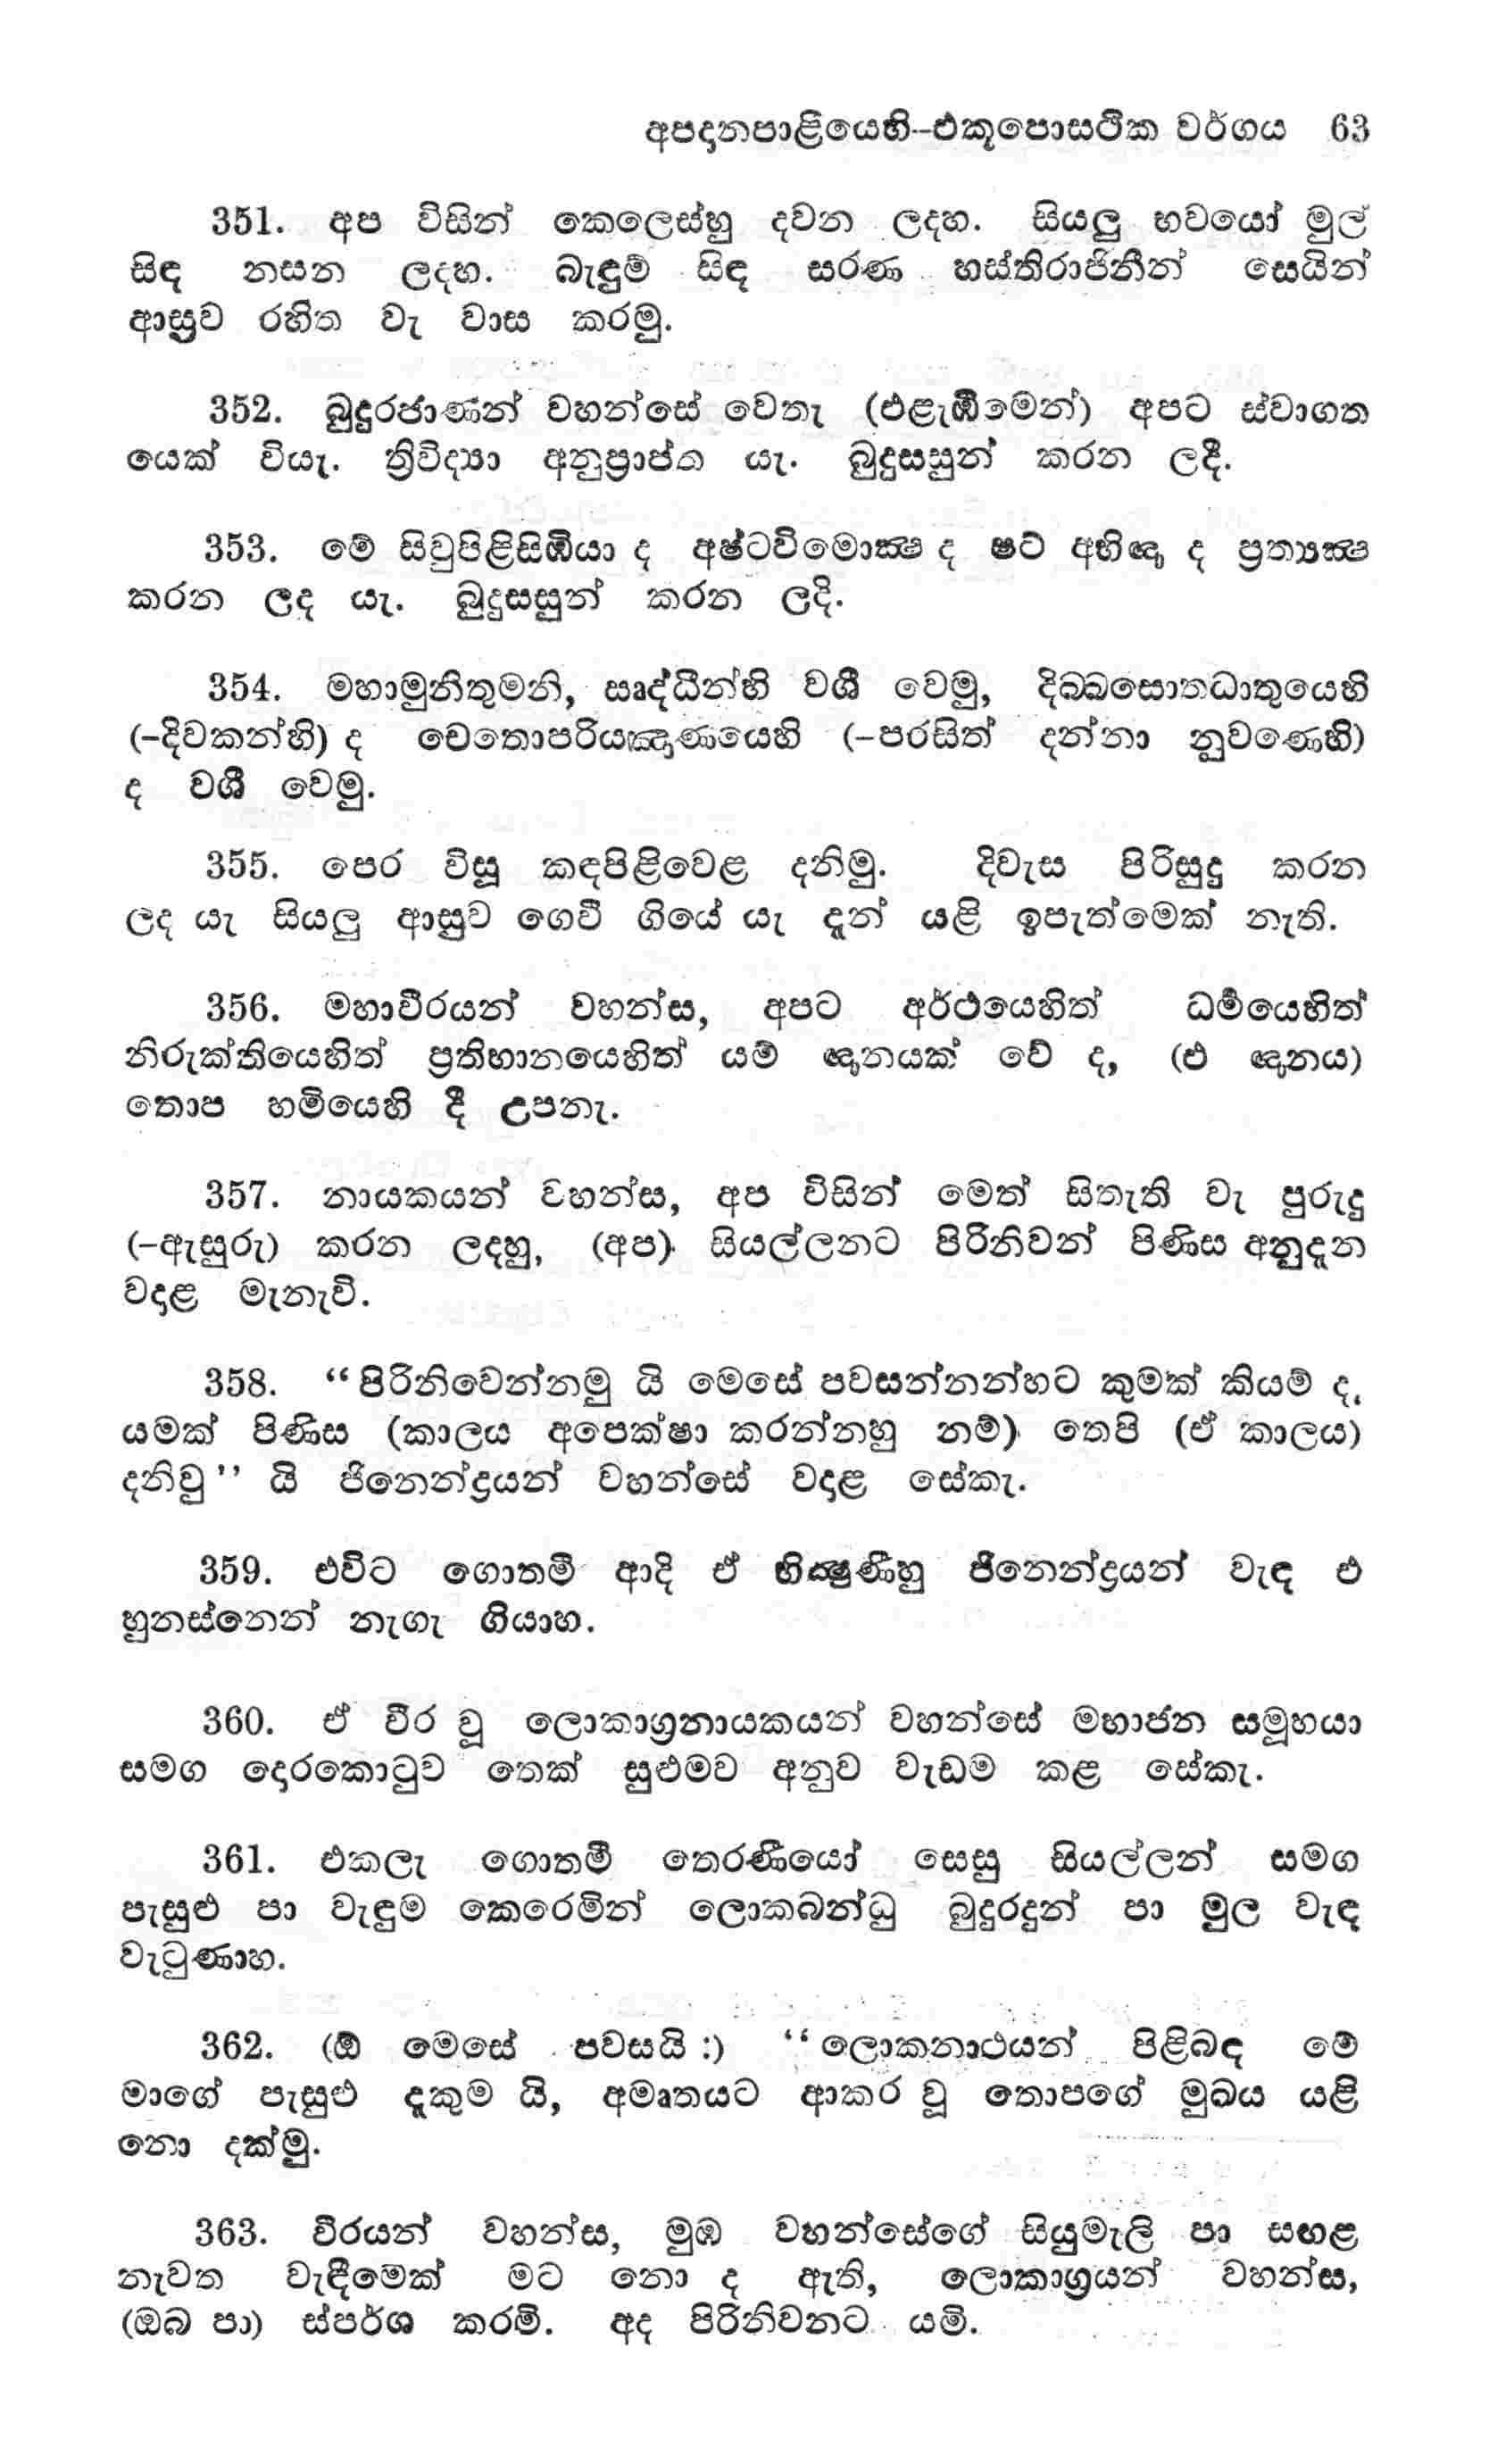 අපදානපාළියෙහි–එකූපොසථික වර්ගය 63
351. අප විසින් කෙලෙස්හු දවන ලදහ. සියලු භවයෝ මුල්
සිඳ නසන ලදහ. බැඳුම් සිඳ සරණ හස්තිරාජිනීන් සෙයින්
ආස්‍රව රහිත වැ වාස කරමු.
352. බුදුරජාණන් වහන්සේ වෙතැ (එළැඹීමෙන්) අපට ස්වාගත
යෙක් වියැ. ත්‍රිවිද්‍යා අනුප්‍රාප්ත යැ. බුදුසසුන් කරන ලදී.
353. මේ සිවුපිළිසිඹියා ද අෂ්ටවිමොක්‍ෂ ද ෂට් අභිඥා ද ප්‍රත්‍යක්‍ෂ
කරන ලද යැ. බුදුසසුන් කරන ලදි.
354. මහාමුනිතුමනි, ඍද්ධීන්හි වශී වෙමු, දිබ්බසොතධාතුයෙහි
(–දිවකන්හි) ද චෙතොපරියඤාණයෙහි (–පරසිත් දන්නා නුවණෙහි)
ද වශී වෙමු.
355. පෙර විසූ කඳපිළිවෙළ දනිමු. දිවැස පිරිසුදු කරන
ලද යැ සියලු ආස්‍රව ගෙවී ගියේ යැ දැන් යළි ඉපැත්මෙක් නැති.
356. මහාවීරයන් වහන්ස, අපට අර්ථයෙහිත් ධර්මයෙහිත්
නිරුක්තියෙහිත් ප්‍රතිභානයෙහිත් යම් ඥානයක් වේ ද, (එ ඥානය)
තොප හමියෙහි දී උපනැ.
357. නායකයන් වහන්ස, අප විසින් මෙත් සිතැති වැ පුරුදු
(–ඇසුරු) කරන ලදහු, (අප) සියල්ලනට පිරිනිවන් පිණිස අනුදැන
වදාළ මැනැවි.
358. “පිරිනිවෙන්නමු යි මෙසේ පවසන්නන්හට කුමක් කියම් ද,
යමක් පිණිස (කාලය අපෙක්ෂා කරන්නහු නම්) තෙපි (ඒ කාලය)
දනිවු” යි ජිනෙන්ද්‍රයන් වහන්සේ වදාළ සේකැ.
359. එවිට ගොතමී ආදි ඒ භික්‍ෂුණීහු ජිනෙන්ද්‍රයන් වැඳ එ
හුනස්නෙන් නැගැ ගියාහ.
360. ඒ වීර වූ ලොකාග්‍රනායකයන් වහන්සේ මහාජන සමූහයා
සමග දොරකොටුව තෙක් සුළුමව අනුව වැඩම කළ සේකැ.
361. එකලැ ගොතමී තෙරණීයෝ සෙසු සියල්ලන් සමග
පැසුළු පා වැඳුම කෙරෙමින් ලොකබන්ධු බුදුරදුන් පා මුල වැඳ
වැටුණාහ.
362. (ඕ මෙසේ පවසයි :) “ලොකනාථයන් පිළිබඳ මේ
මාගේ පැසුළු දැකුම යි, අමෘතයට ආකර වූ තොපගේ මුඛය යළි
නො දක්මු.
363. වීරයන් වහන්ස, මුඹ වහන්සේගේ සියුමැලි පා සඟළ
නැවත වැඳීමෙක් මට නො ද ඇති, ලොකාග්‍රයන් වහන්ස,
(ඔබ පා) ස්පර්ශ කරමි. අද පිරිනිවනට යමි.